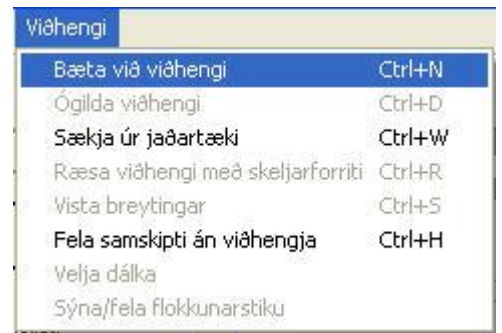 Viðhengi
Bæta við viðhengi Ctrl+N
Ógilda viðhengi Ctrl+D
Sækja úr jaðartæki Ctrl+W
Ræsa viðhengi með skeljarforriti Ctrl+R
Vista breytingar Ctrl+S
Fela samskipti án viðhengja Ctrl+H
Velja dálka
Sýna/fela flokkunarstiku